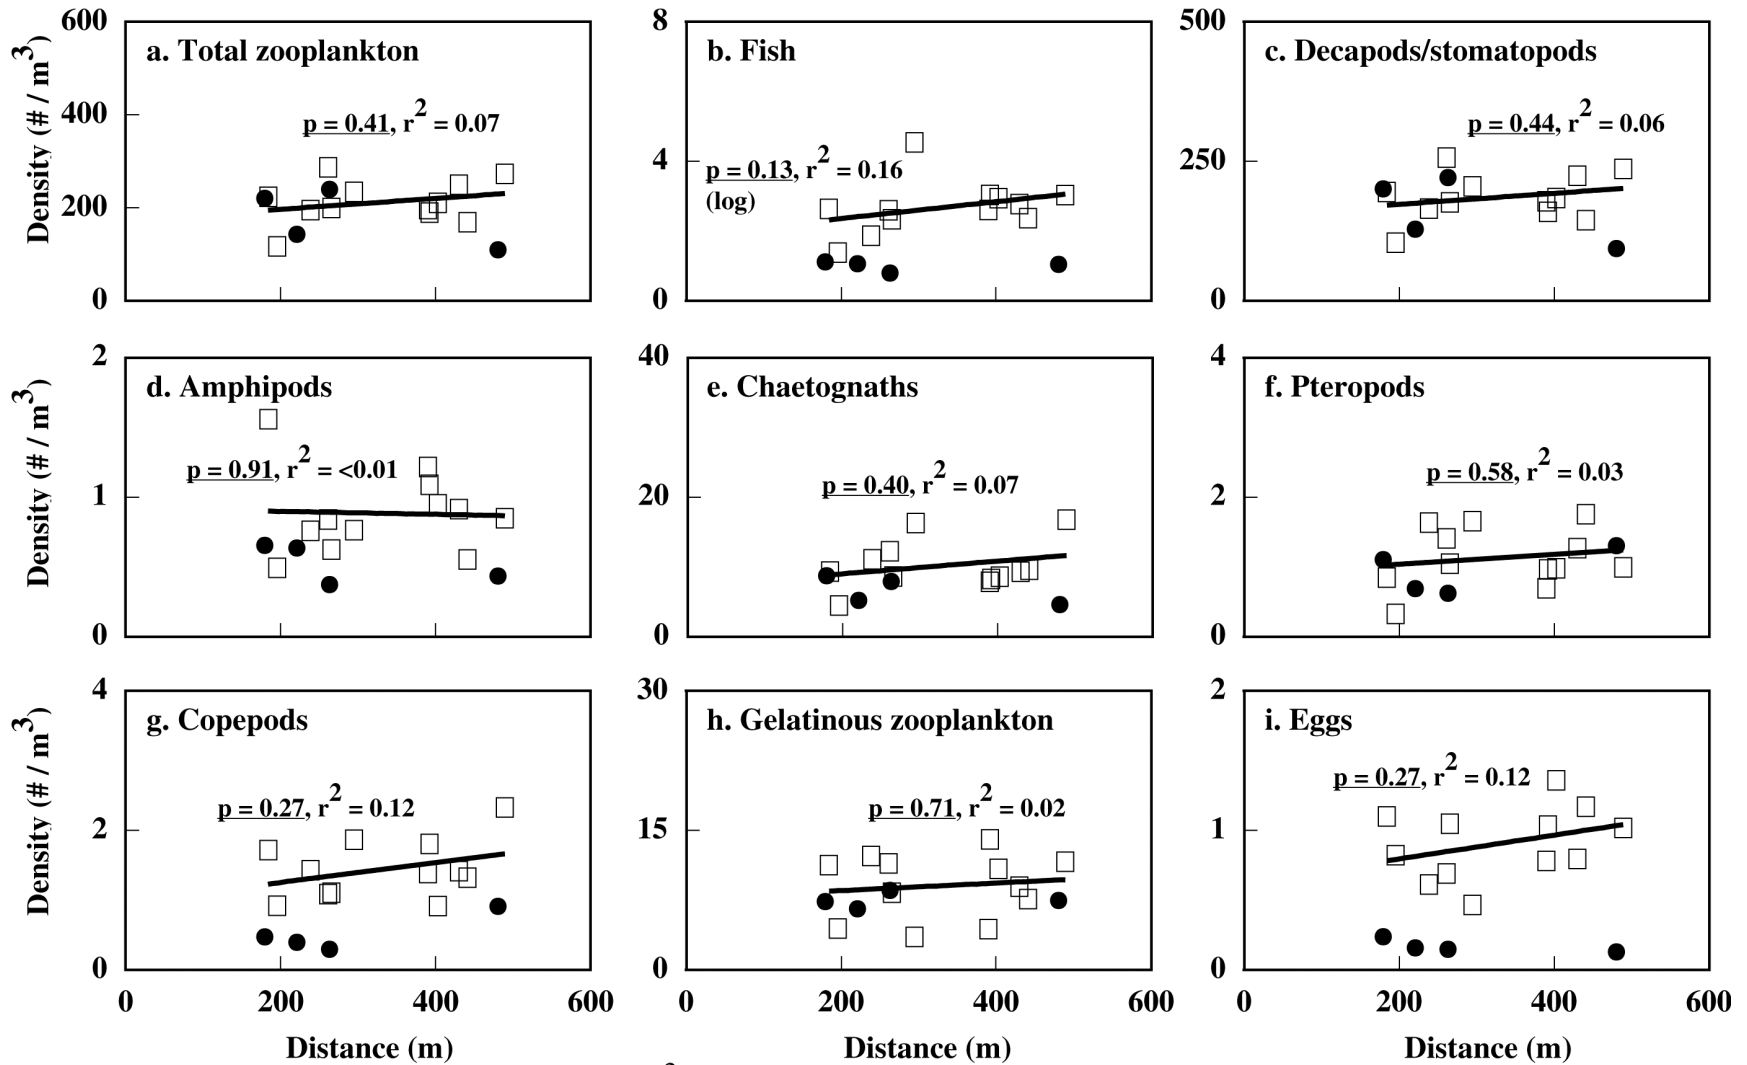 600
400
200
0
Density (# / m3)
a. Total zooplankton
p = 0.41, r2 = 0.07
8
4
0
b. Fish
p = 0.13, r2 = 0.16
(log)
500
250
0
c. Decapods/stomatopods
p = 0.44, r2 = 0.06
2
1
0
Density (# / m3)
d. Amphipods
p = 0.91, r2 = <0.01
40
20
0
e. Chaetognaths
p = 0.40, r2 = 0.07
4
2
0
f. Pteropods
p = 0.58, r2 = 0.03
4
2
0
Density (# / m3)
g. Copepods
p = 0.27, r2 = 0.12
0 200 400 600
Distance (m)
30
15
0
h. Gelatinous zooplankton
p = 0.71, r2 = 0.02
0 200 400 600
Distance (m)
2
1
0
i. Eggs
p = 0.27, r2 = 0.12
0 200 400 600
Distance (m)